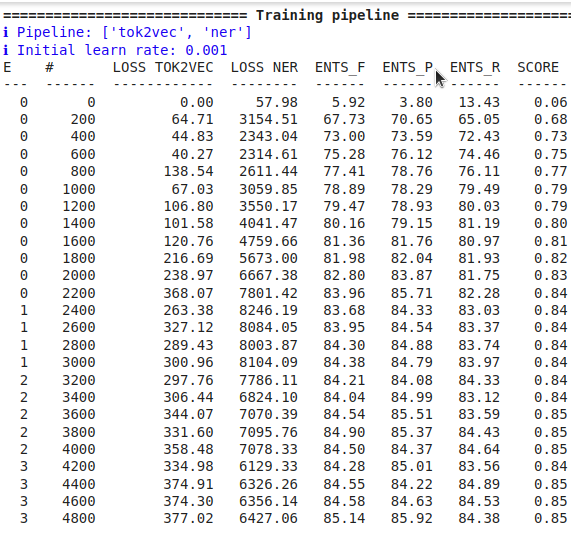 ============================= Training pipeline =============================
ℹ Pipeline: ['tok2vec', 'ner']
ℹ Initial learn rate: 0.001
E    #       LOSS TOK2VEC  LOSS NER  ENTS_F  ENTS_P  ENTS_R  SCORE
---  ------  ------------  --------  ------  ------  ------  ------
  0       0          0.00     57.98    5.92    3.80   13.43    0.06
  0     200         64.71   3154.51   67.73   70.65   65.05    0.68
  0     400         44.83   2343.04   73.00   73.59   72.43    0.73
  0     600         40.27   2314.61   75.28   76.12   74.46    0.75
  0     800        138.54   2611.44   77.41   78.76   76.11    0.77
  0    1000         67.03   3059.85   78.89   78.29   79.49    0.79
  0    1200        106.80   3550.17   79.47   78.93   80.03    0.79
  0    1400        101.58   4041.47   80.16   79.15   81.19    0.80
  0    1600        120.76   4759.66   81.36   81.76   80.97    0.81
  0    1800        216.69   5673.00   81.98   82.04   81.93    0.82
  0    2000        238.97   6667.38   82.80   83.87   81.75    0.83
  0    2200        368.07   7801.42   83.96   85.71   82.28    0.84
  1    2400        263.38   8246.19   83.68   84.33   83.03    0.84
  1    2600        327.12   8084.05   83.95   84.54   83.37    0.84
  1    2800        289.43   8003.87   84.30   84.88   83.74    0.84
  1    3000        300.96   8104.09   84.38   84.79   83.97    0.84
  2    3200        297.76   7786.11   84.21   84.08   84.33    0.84
  2    3400        306.44   6824.10   84.04   84.99   83.12    0.84
  2    3600        344.07   7070.39   84.54   85.51   83.59    0.85
  2    3800        331.60   7095.76   84.90   85.37   84.43    0.85
  2    4000        358.48   7078.33   84.50   84.37   84.64    0.85
  3    4200        334.98   6129.33   84.28   85.01   83.56    0.84
  3    4400        374.91   6326.26   84.55   84.22   84.89    0.85
  3    4600        374.30   6356.14   84.58   84.63   84.53    0.85
  3    4800        377.02   6427.06   85.14   85.92   84.38    0.85